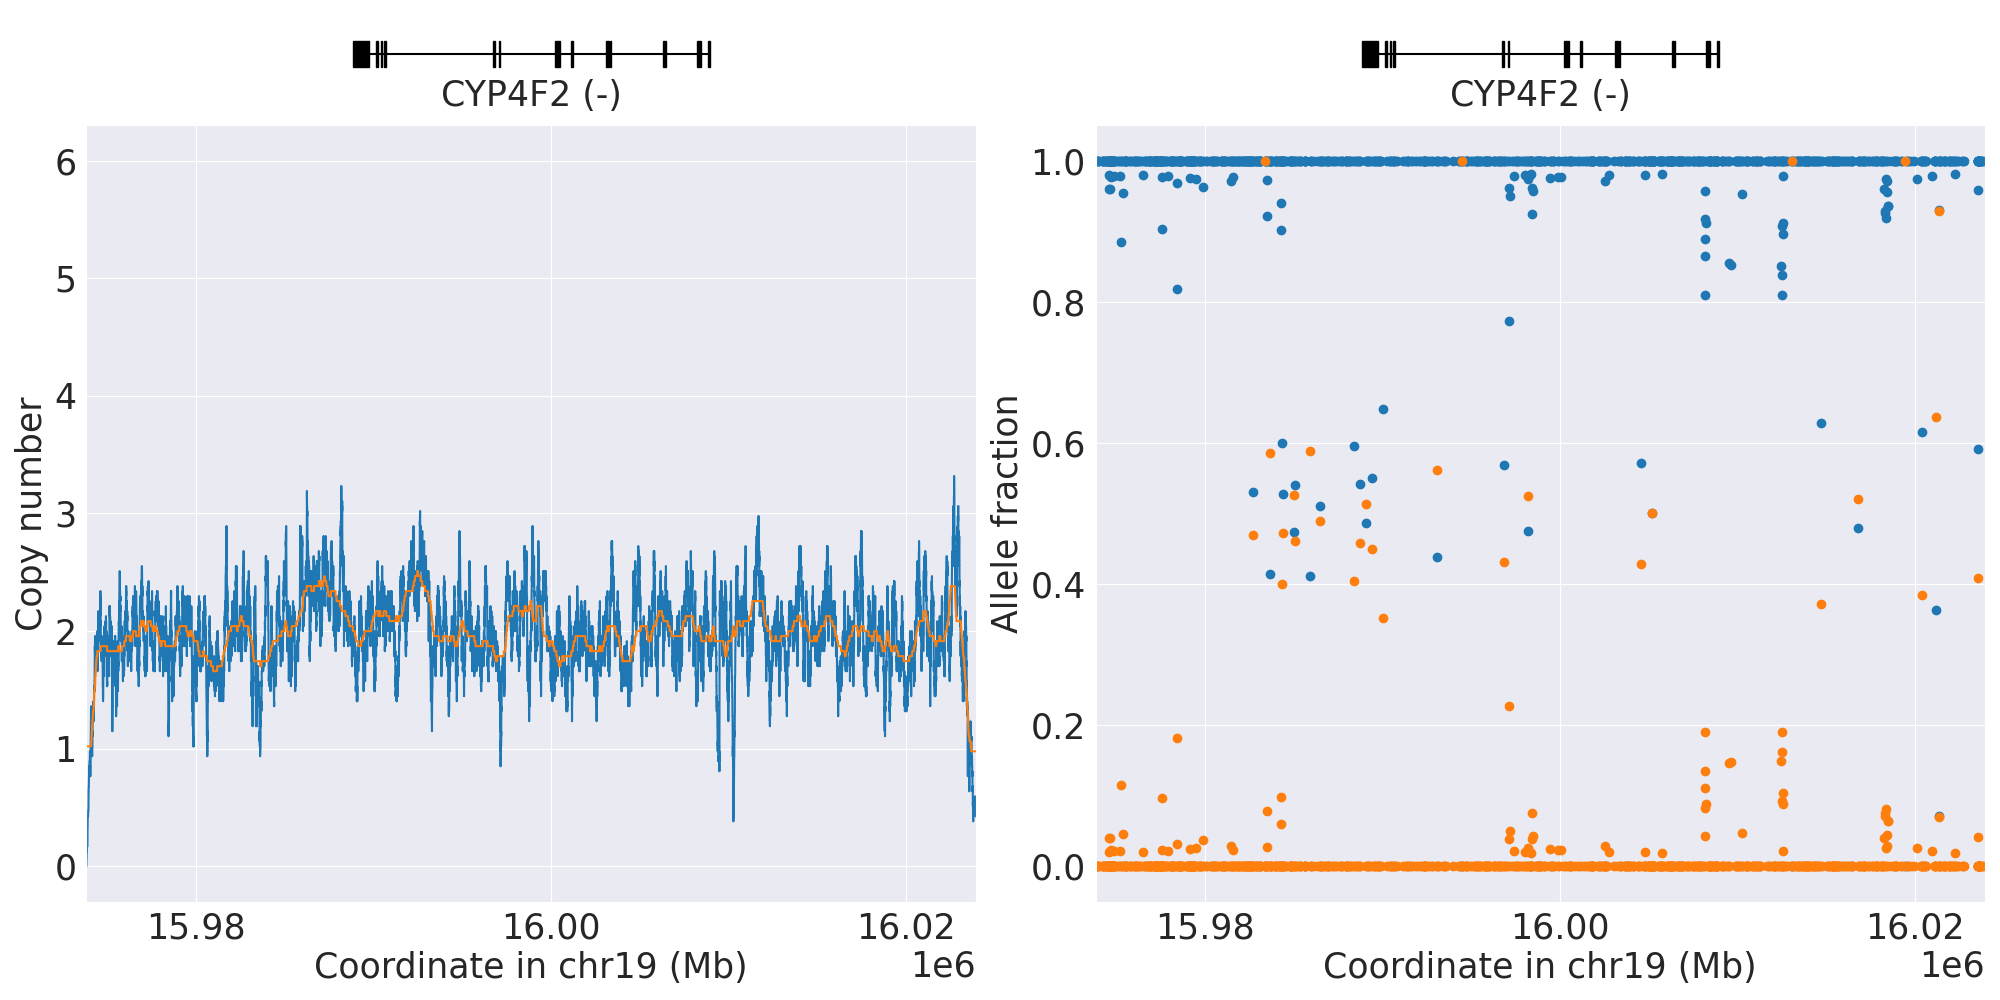 CYP4F2 (-)
6
5
4
3
2
1
0
Copy number
15.98
16.00
16.02
Coordinate in chr19 (Mb)
1e6
CYP4F2 (-)
1.0
0.8
0.6
0.4
0.2
0.0
Allele fraction
15.98
16.00
16.02
Coordinate in chr19 (Mb)
1e6